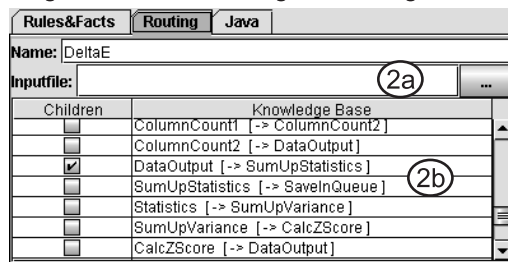 Rules&Facts Routing Java
Name: DeltaE
Inputfile: 2a ...
Children Knowledge Base
ColumnCount1 [-> ColumnCount2]
ColumnCount2 [-> DataOutput]
DataOutput [-> SumUpStatistics]
SumUpStatistics [-> SaveInQueue]
2b
Statistics [-> SumUpVariance]
SumUpVariance [-> CalcZScore]
CalcZScore [-> DataOutput]